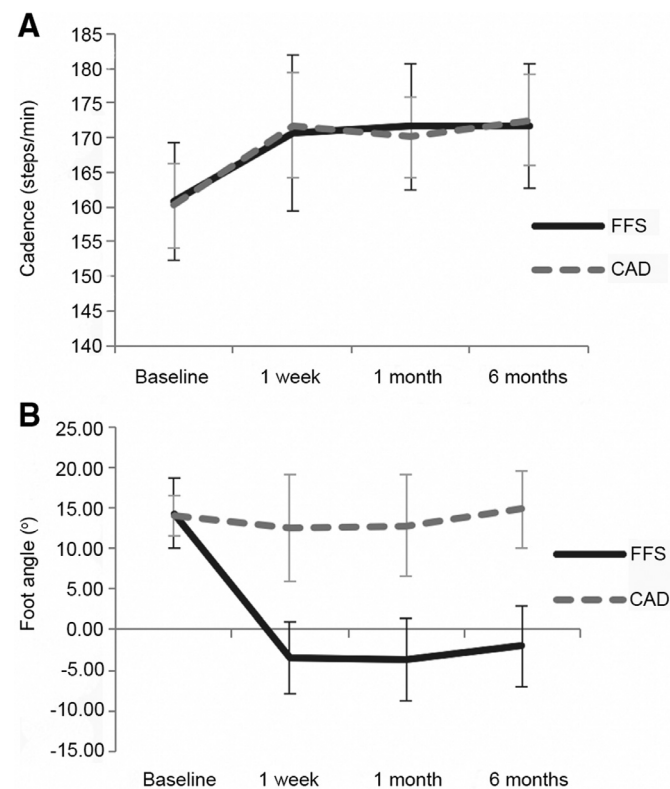 A
185
180
175
170
165
160
155
150
145
140
Cadence (steps/min)
FFS
CAD
Baseline 1 week 1 month 6 months
B
25.00
20.00
15.00
10.00
5.00
0.00
-5.00
-10.00
-15.00
Foot angle (°)
FFS
CAD
Baseline 1 week 1 month 6 months